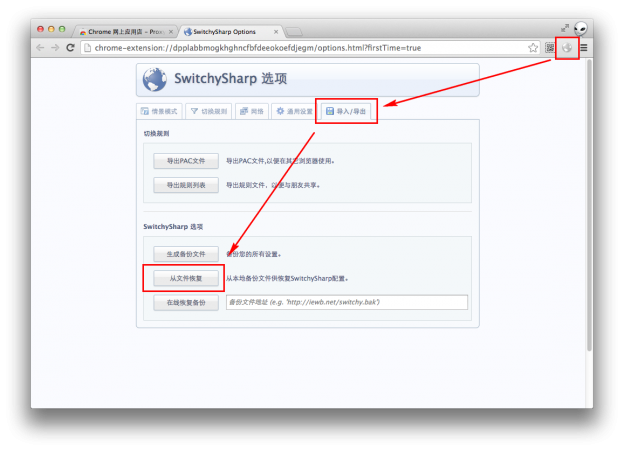 Chrome 网上应用店 - Prox
SwitchySharp Options
chrome-extension://dpplabbmogkhghncfbfdeeokoefdjegm/options.html?firstTime=true
SwitchySharp 选项
情景模式
切换规则
网络
通用设置
导入/导出
切换规则
导出PAC文件
导出PAC文件,以便在其它浏览器使用。
导出规则列表
导出规则文件，以便与朋友共享。
SwitchySharp 选项
生成备份文件
备份您的所有设置。
从文件恢复
从本地备份文件恢复SwitchySharp配置。
在线恢复备份
备份文件地址 (e.g. 'http://iewb.net/switchy.bak')